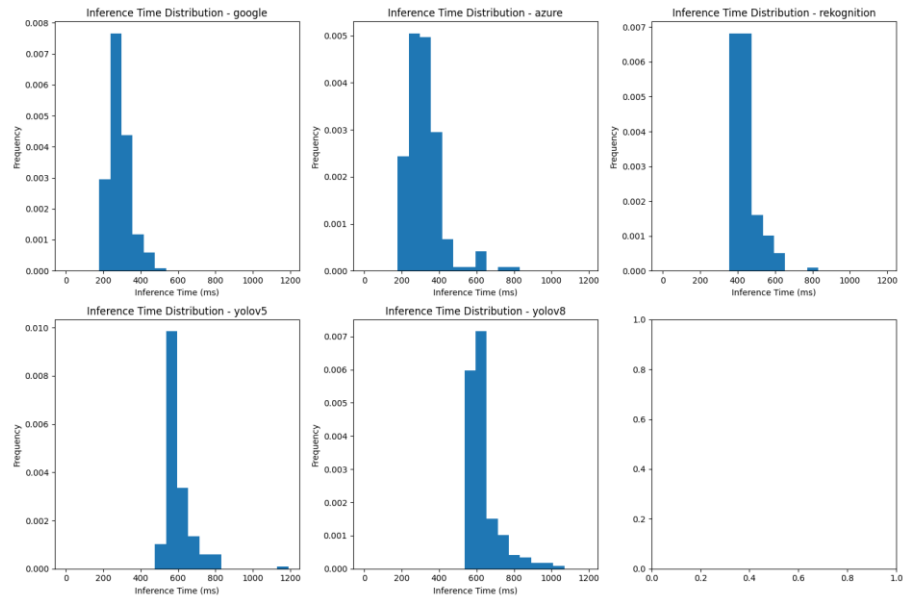 Inference Time Distribution - google
0.008
0.007
0.006
0.005
0.004
0.003
0.002
0.001
0.000
Frequency
0 200 400 600 800 1000 1200
Inference Time (ms)
Inference Time Distribution - azure
0.005
0.004
0.003
0.002
0.001
0.000
Frequency
0 200 400 600 800 1000 1200
Inference Time (ms)
Inference Time Distribution - rekognition
0.007
0.006
0.005
0.004
0.003
0.002
0.001
0.000
Frequency
0 200 400 600 800 1000 1200
Inference Time (ms)
Inference Time Distribution - yolov5
0.010
0.008
0.006
0.004
0.002
0.000
Frequency
0 200 400 600 800 1000 1200
Inference Time (ms)
Inference Time Distribution - yolov8
0.007
0.006
0.005
0.004
0.003
0.002
0.001
0.000
Frequency
0 200 400 600 800 1000 1200
Inference Time (ms)
1.0
0.8
0.6
0.4
0.2
0.0
0.0 0.2 0.4 0.6 0.8 1.0